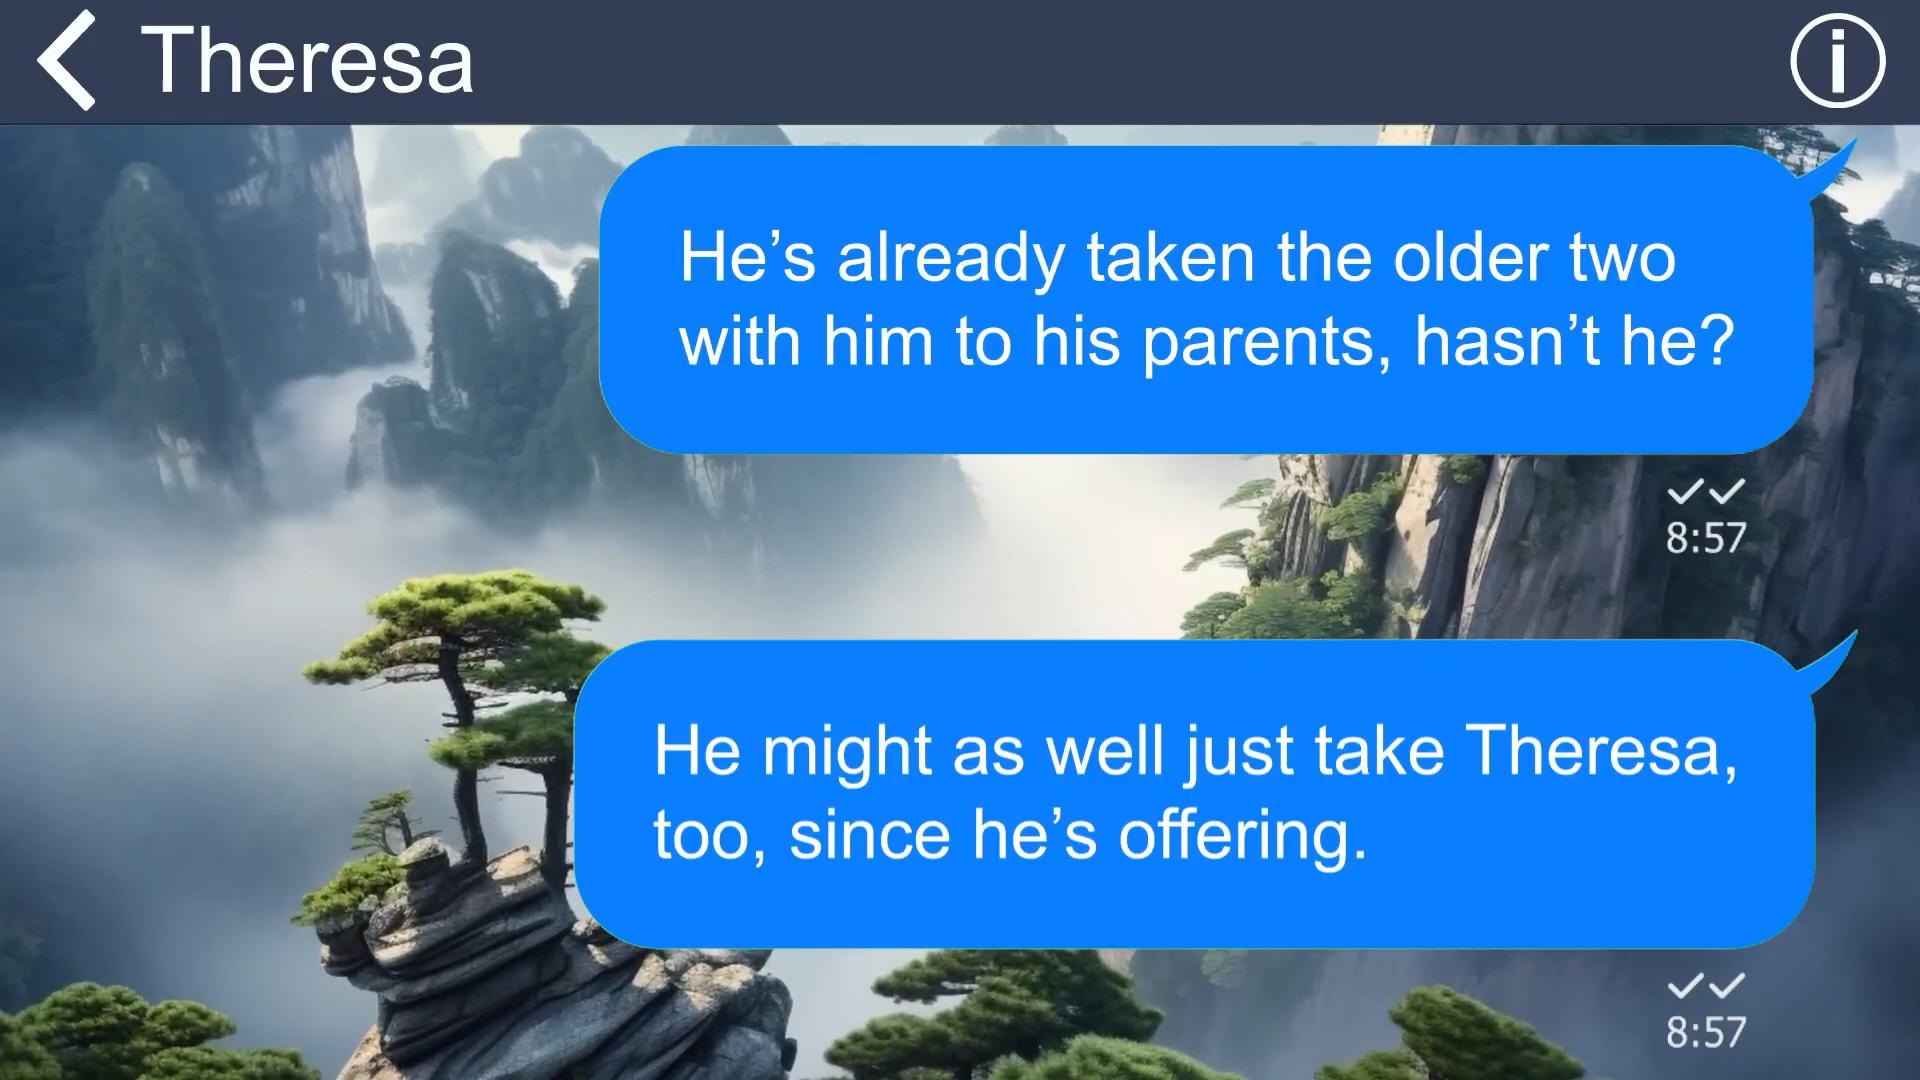 Theresa
He’s already taken the older two
with him to his parents, hasn’t he?
8:57
He might as well just take Theresa,
too, since he’s offering.
8:57